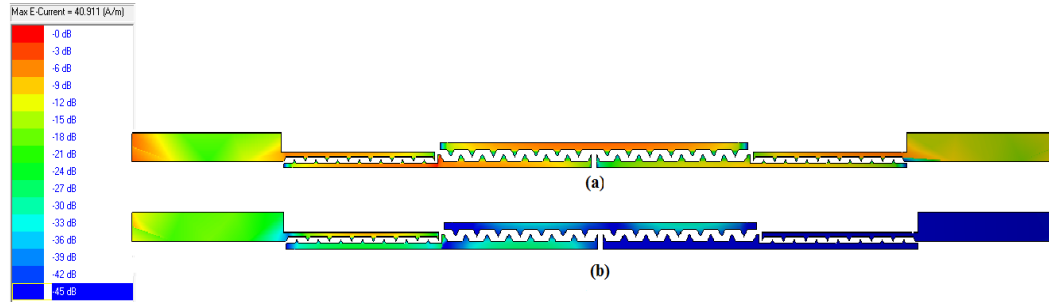 Max E-Current = 40.911 (A/m)
-0 dB
-3 dB
-6 dB
-9 dB
-12 dB
-15 dB
-18 dB
-21 dB
-24 dB
-27 dB
-30 dB
-33 dB
-36 dB
-39 dB
-42 dB
-45 dB
(a)
(b)